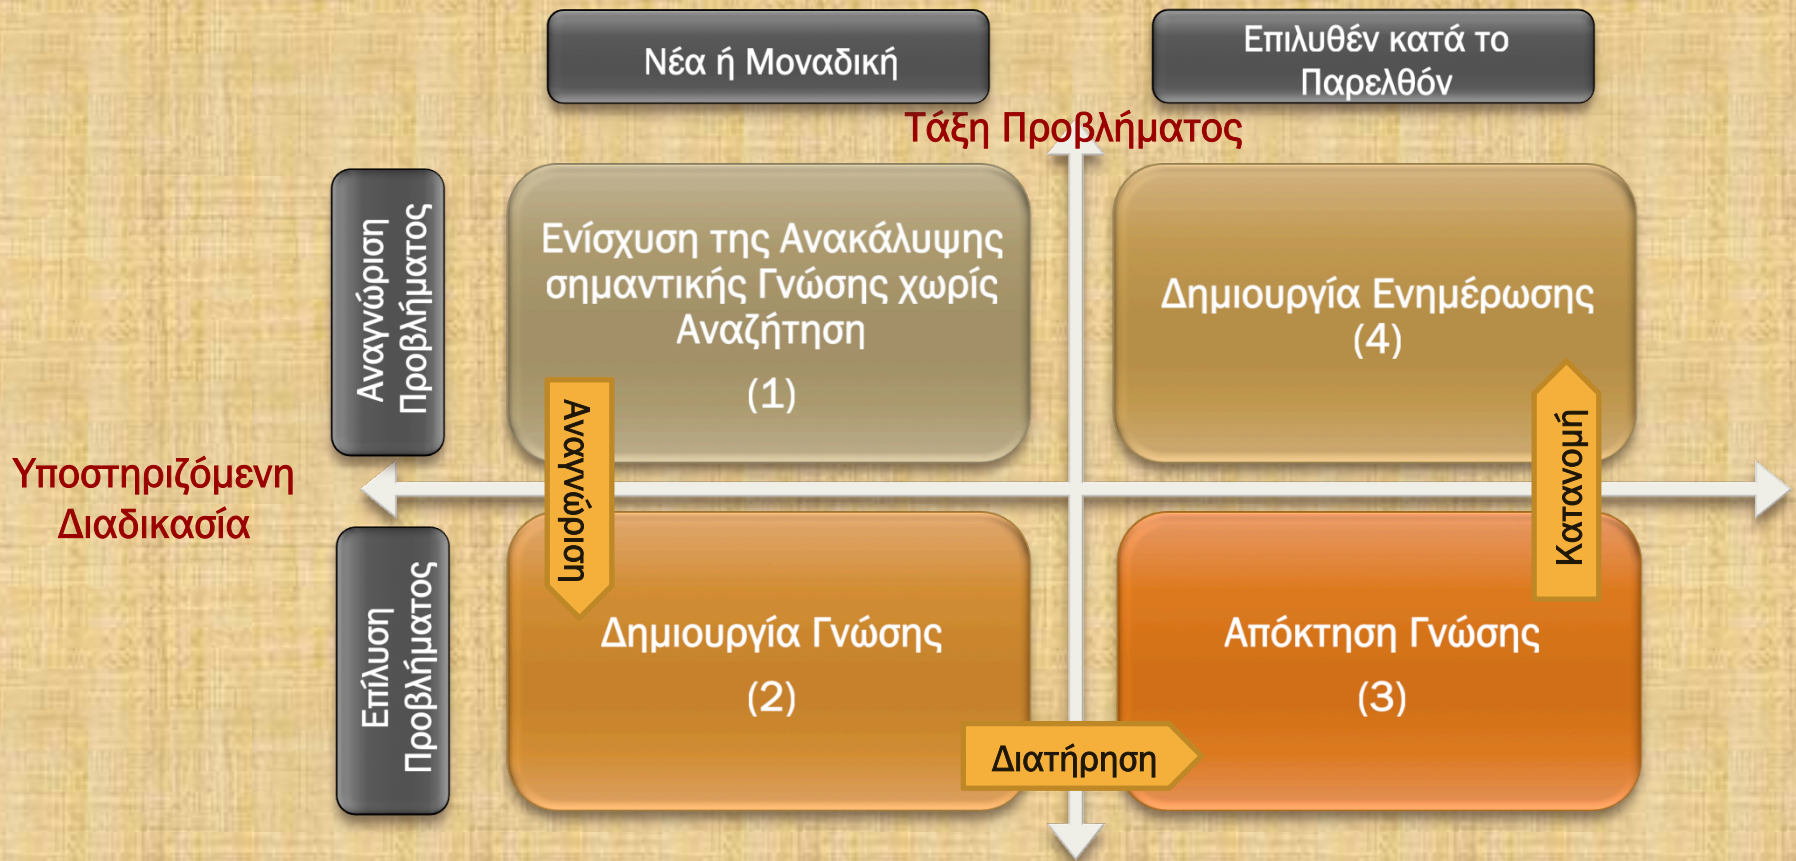 Νέα ή Μοναδική
Επιλυθέν κατά το
Παρελθόν
Τάξη Προβλήματος
Αναγνώριση
Προβλήματος
Ενίσχυση της Ανακάλυψης
σημαντικής Γνώσης χωρίς
Αναζήτηση
(1)
Δημιουργία Ενημέρωσης
(4)
Αναγνώριση
Κατανομή
Υποστηριζόμενη
Διαδικασία
Επίλυση
Προβλήματος
Δημιουργία Γνώσης
(2)
Απόκτηση Γνώσης
(3)
Διατήρηση